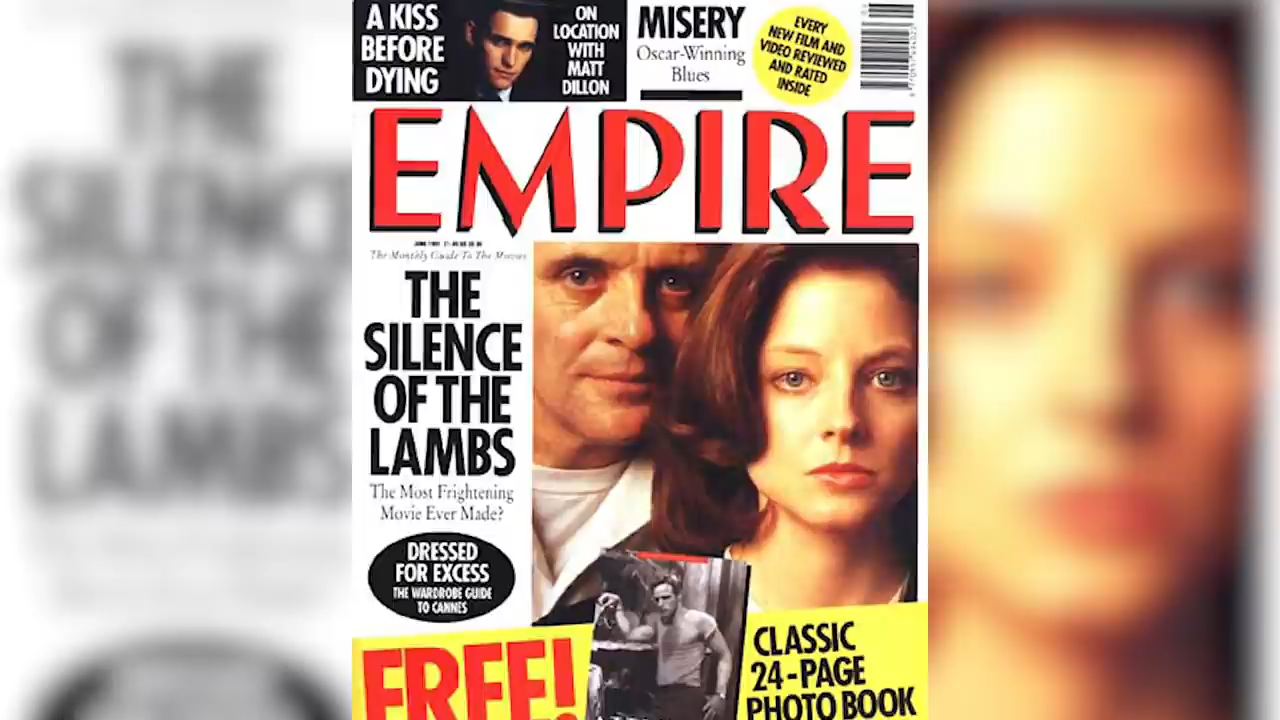 A KISS
BEFORE
DYING
ON
LOCATION
WITH
MATT
DILLON
MISERY
Oscar-Winning
Blues
EVERY
NEW FILM AND
VIDEO REVIEWED
AND RATED
INSIDE
EMPIRE
The Monthly Guide To The Movies
THE
SILENCE
OF THE
LAMBS
The Most Frightening
Movie Ever Made?
DRESSED
FOR EXCESS
THE WARDROBE GUIDE
TO CANNES
FREE!
CLASSIC
24-PAGE
PHOTO BOOK